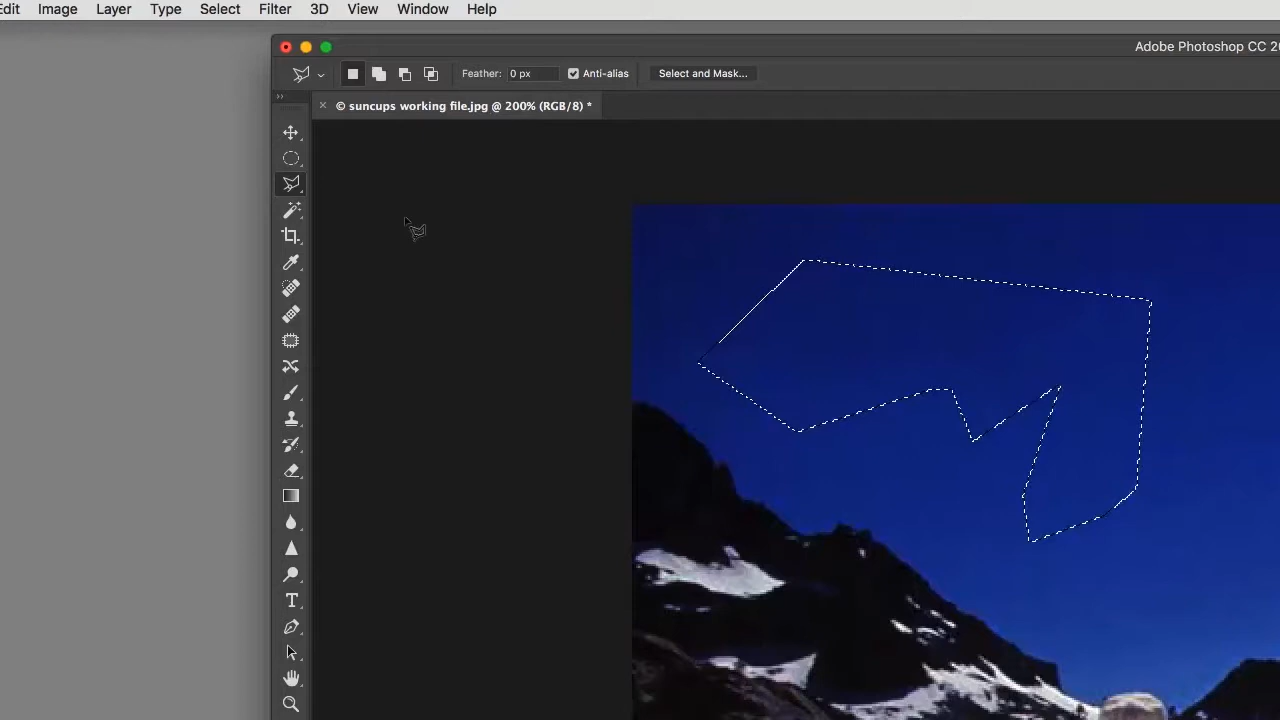 Edit Image Layer Type Select Filter 3D View Window Help
Adobe Photoshop CC
Feather: 0 px Anti-alias Select and Mask...
× © suncups working file.jpg @ 200% (RGB/8) *
T